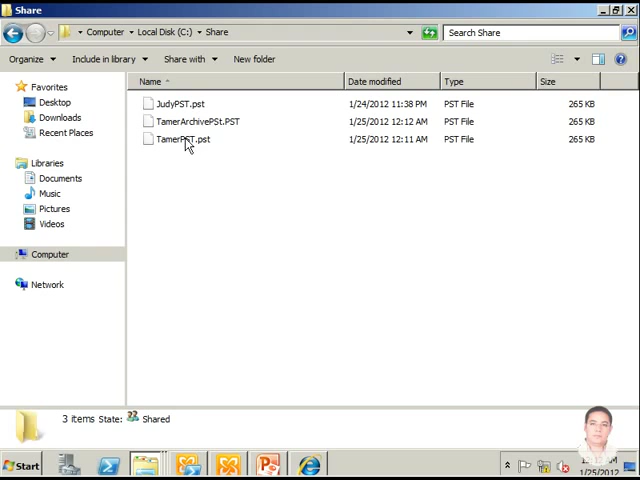 Share
Computer Local Disk (C:) Share
Search Share
Organize Include in library Share with New folder
Name Date modified Type Size
Favorites
Desktop
Downloads
Recent Places
Libraries
Documents
Music
Pictures
Videos
Computer
Network
JudyPST.pst 1/24/2012 11:38 PM PST File 265 KB
TamerArchivePSt.PST 1/25/2012 12:12 AM PST File 265 KB
TamerPST.pst 1/25/2012 12:11 AM PST File 265 KB
3 items State: Shared
Start
1/25/2012